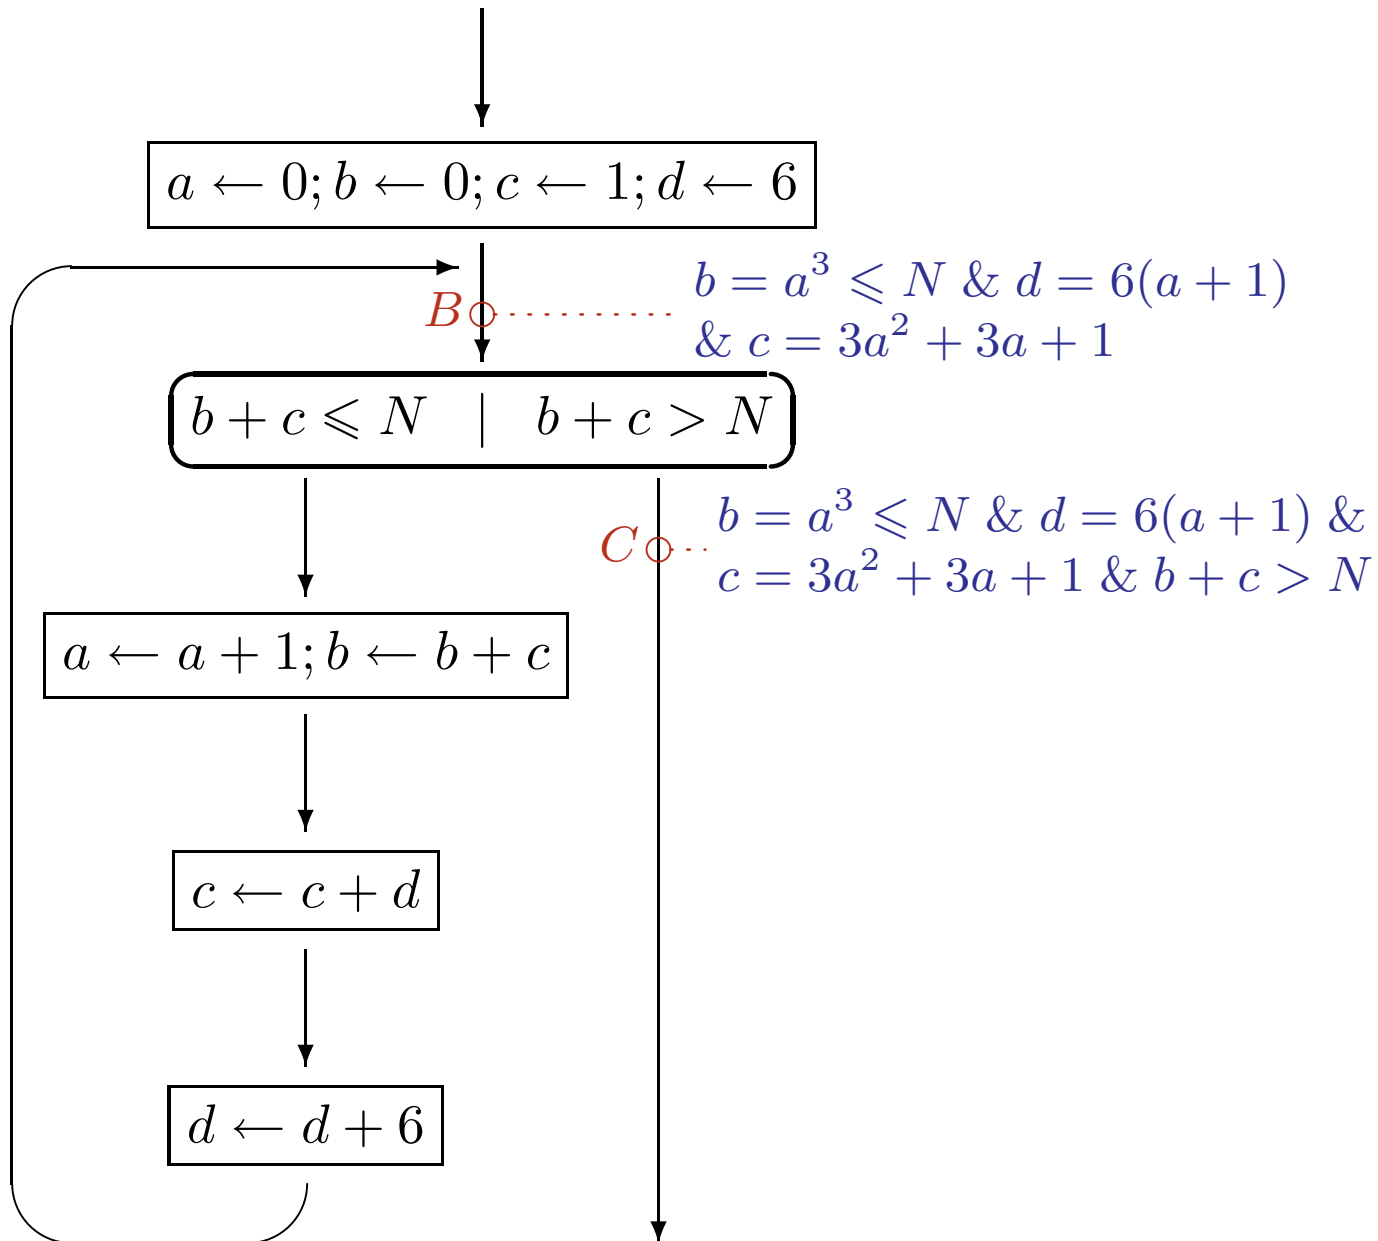 a ← 0; b ← 0; c ← 1; d ← 6
b = a³ ⩽ N & d = 6(a + 1)
& c = 3a² + 3a + 1
B
b + c ⩽ N | b + c > N
b = a³ ⩽ N & d = 6(a + 1) &
c = 3a² + 3a + 1 & b + c > N
C
a ← a + 1; b ← b + c
c ← c + d
d ← d + 6